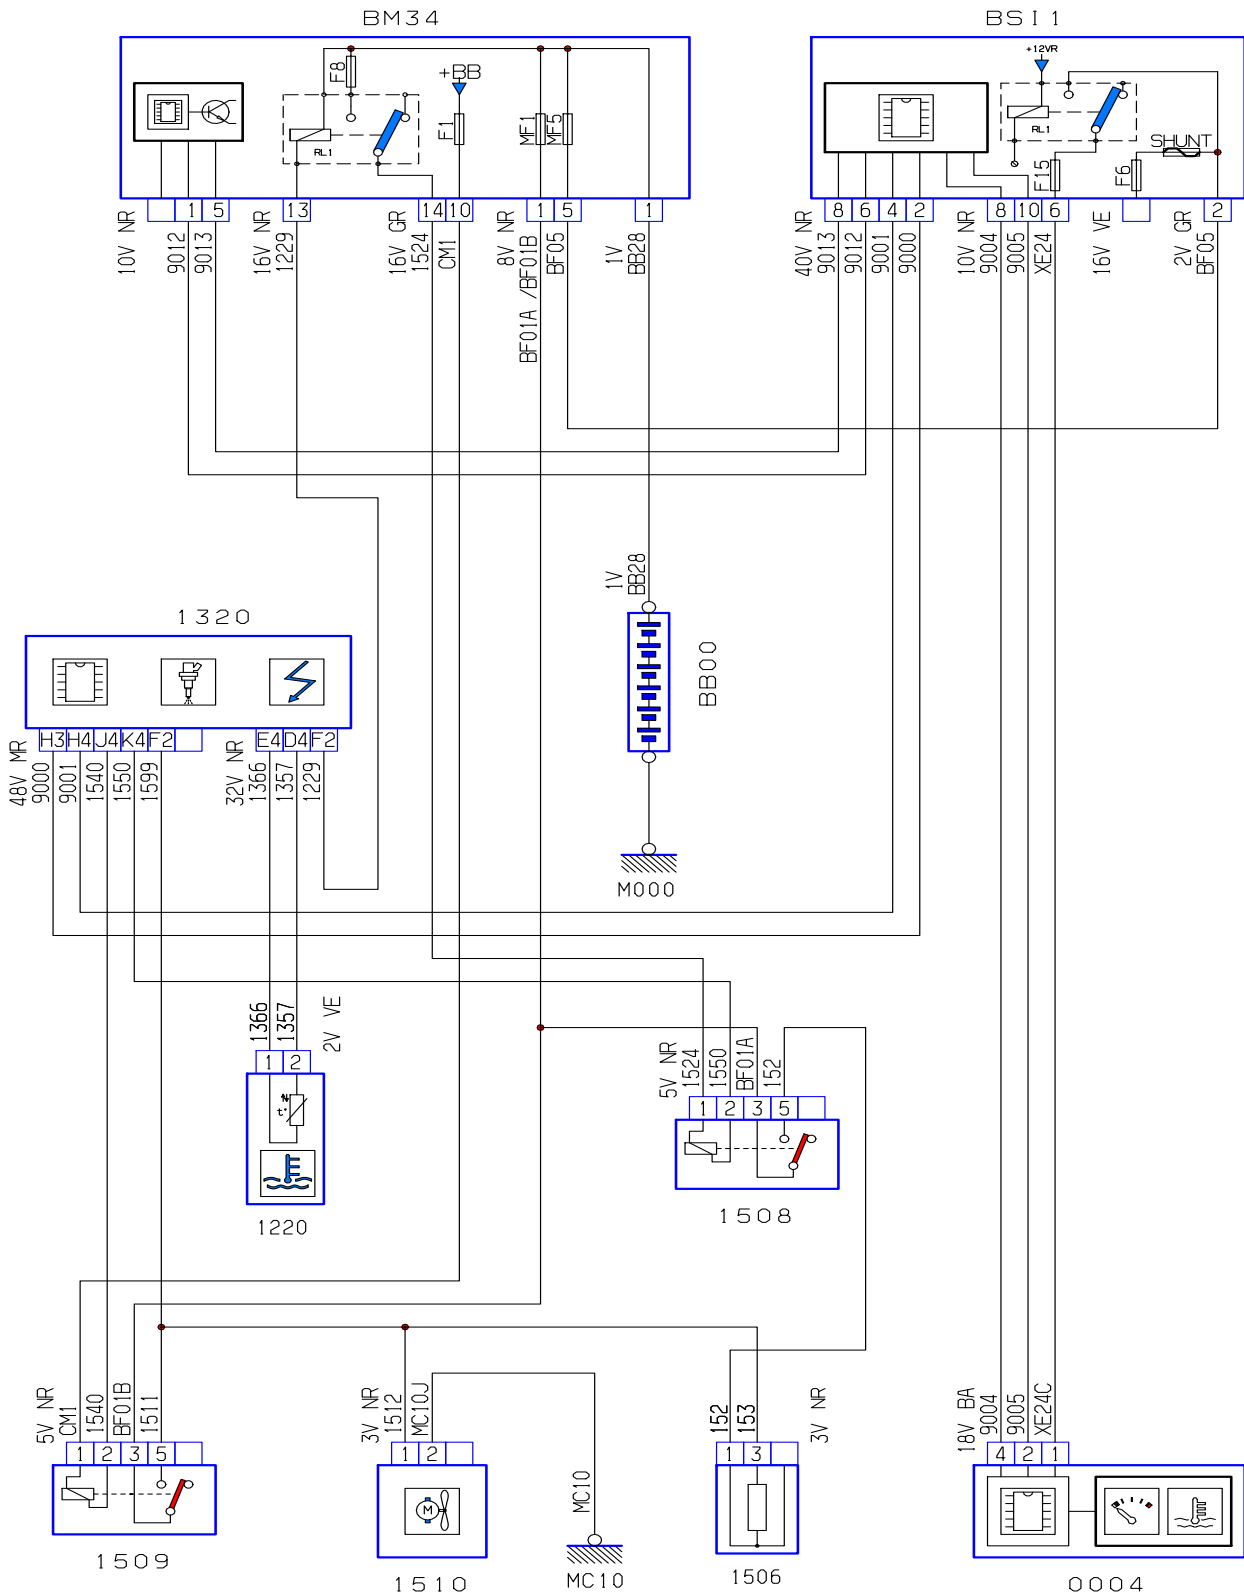 BM34
BSI1
F8
+BB
F1
RL1
MF1
MF5
+12VR
RL1
SHUNT
F15
F6
1 5 13 14 10 1 5 1
8 6 4 2 8 10 6 2
10V NR
9012
9013
16V NR
1229
16V GR
1524
CM1
8V NR
BF01A /BF01B
BF05
1V
BB28
40V NR
9013
9012
9001
9000
10V NR
9004
9005
XE24
16V VE
2V GR
BF05
1V
BB28
BB00
M000
1320
H3 H4 J4 K4 F2 E4 D4 F2
48V MR
9000
9001
1540
1550
1599
32V NR
1366
1357
1229
1366
1357
2V VE
1 2
t°
1220
5V NR
1524
1550
BF01A
152
1 2 3 5
1508
5V NR
CM1
1540
BF01B
1511
1 2 3 5
1509
3V NR
1512
MC10J
1 2
M
1510
MC10
MC10
152
153
3V NR
1 3
1506
18V BA
9004
9005
XE24C
4 2 1
0004